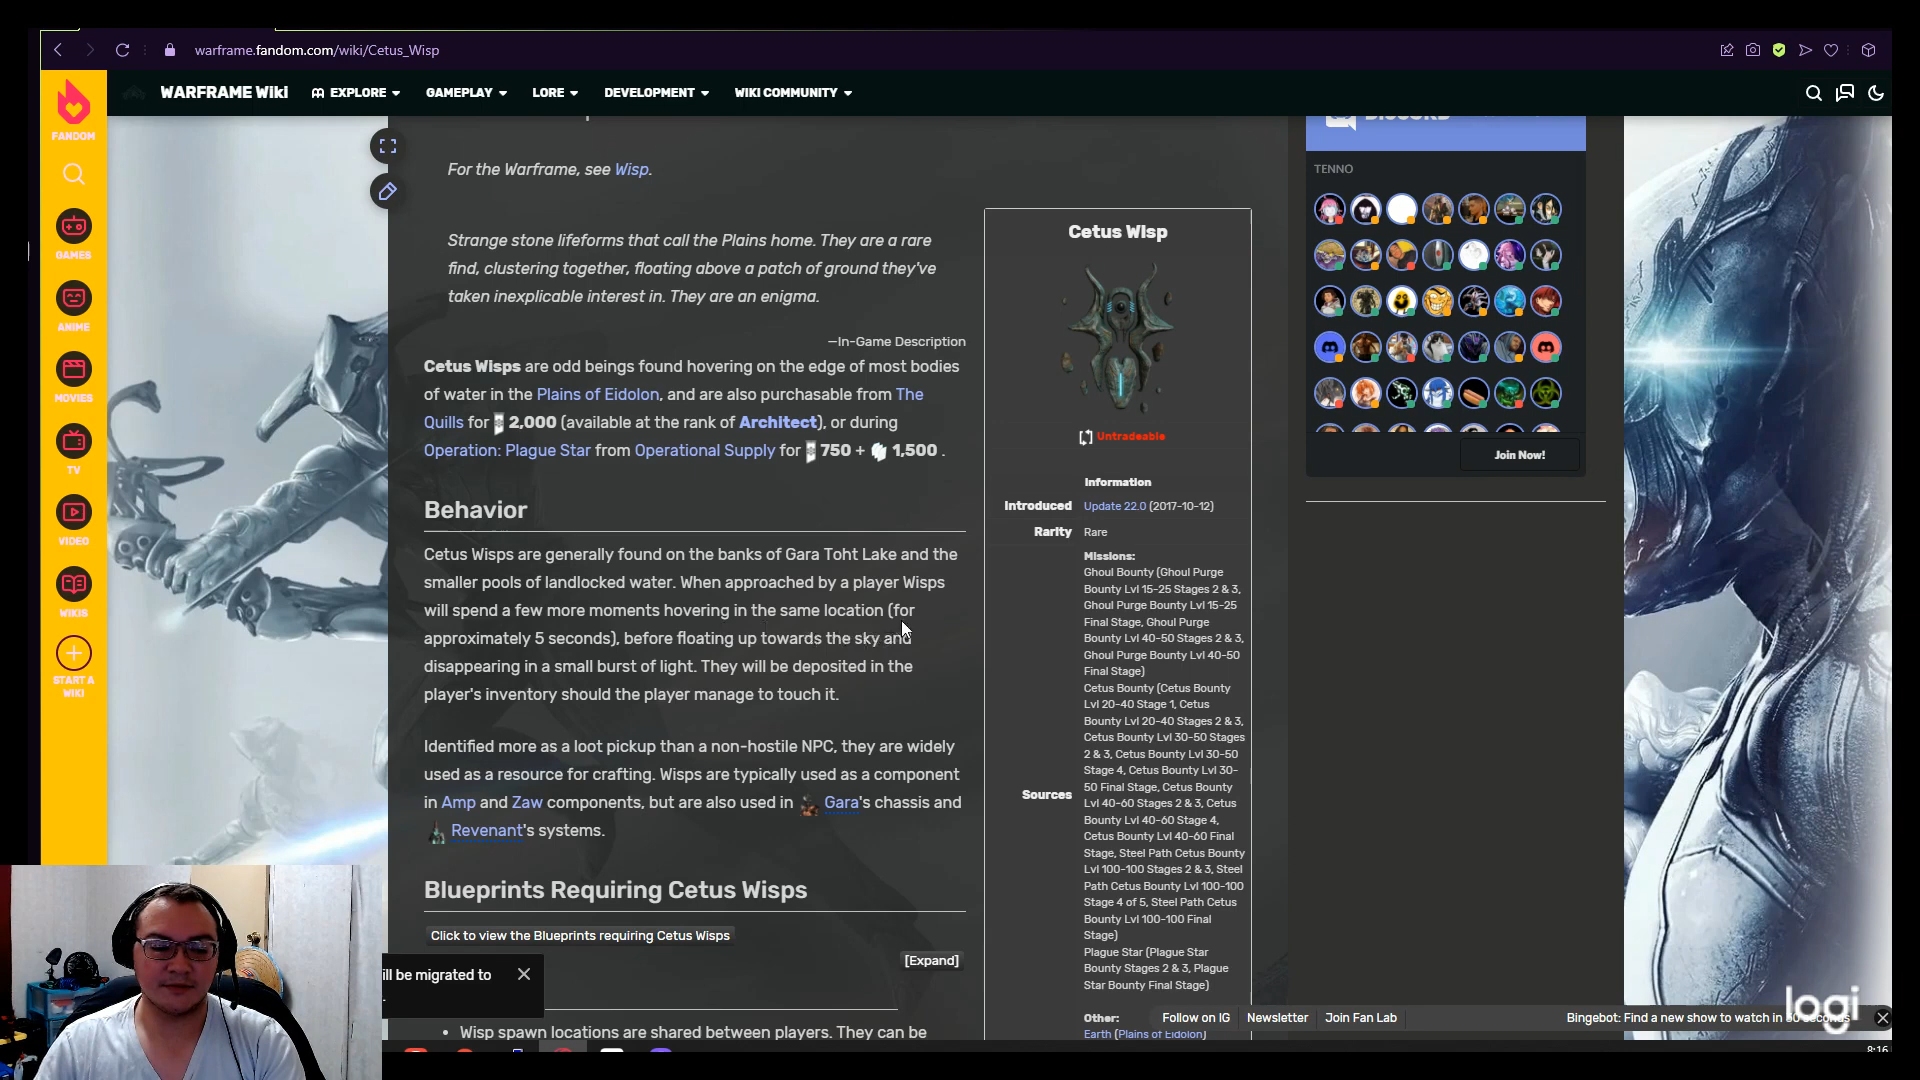 warframe.fandom.com/wiki/Cetus_Wisp
FANDOM
GAMES
ANIME
MOVIES
TV
VIDEO
WIKIS
START A
WIKI
WARFRAME Wiki
EXPLORE
GAMEPLAY
LORE
DEVELOPMENT
WIKI COMMUNITY
For the Warframe, see Wisp.
Strange stone lifeforms that call the Plains home. They are a rare
find, clustering together, floating above a patch of ground they've
taken inexplicable interest in. They are an enigma.
—In-Game Description
Cetus Wisps are odd beings found hovering on the edge of most bodies
of water in the Plains of Eidolon, and are also purchasable from The
Quills for 2,000 (available at the rank of Architect), or during
Operation: Plague Star from Operational Supply for 750 + 1,500 .
Behavior
Cetus Wisps are generally found on the banks of Gara Toht Lake and the
smaller pools of landlocked water. When approached by a player Wisps
will spend a few more moments hovering in the same location (for
approximately 5 seconds), before floating up towards the sky and
disappearing in a small burst of light. They will be deposited in the
player's inventory should the player manage to touch it.
Identified more as a loot pickup than a non-hostile NPC, they are widely
used as a resource for crafting. Wisps are typically used as a component
in Amp and Zaw components, but are also used in Gara's chassis and
Revenant's systems.
Blueprints Requiring Cetus Wisps
Click to view the Blueprints requiring Cetus Wisps
[Expand]
ill be migrated to
Wisp spawn locations are shared between players. They can be
Cetus Wisp
Untradeable
Information
Introduced Update 22.0 (2017-10-12)
Rarity Rare
Sources
Missions:
Ghoul Bounty (Ghoul Purge
Bounty Lvl 15-25 Stages 2 & 3,
Ghoul Purge Bounty Lvl 15-25
Final Stage, Ghoul Purge
Bounty Lvl 40-50 Stages 2 & 3,
Ghoul Purge Bounty Lvl 40-50
Final Stage)
Cetus Bounty (Cetus Bounty
Lvl 20-40 Stage 1, Cetus
Bounty Lvl 20-40 Stages 2 & 3,
Cetus Bounty Lvl 30-50 Stages
2 & 3, Cetus Bounty Lvl 30-50
Stage 4, Cetus Bounty Lvl 30-
50 Final Stage, Cetus Bounty
Lvl 40-60 Stages 2 & 3, Cetus
Bounty Lvl 40-60 Stage 4,
Cetus Bounty Lvl 40-60 Final
Stage, Steel Path Cetus Bounty
Lvl 100-100 Stages 2 & 3, Steel
Path Cetus Bounty Lvl 100-100
Stage 4 of 5, Steel Path Cetus
Bounty Lvl 100-100 Final
Stage)
Plague Star (Plague Star
Bounty Stages 2 & 3, Plague
Star Bounty Final Stage)
Other:
Earth (Plains of Eidolon)
DISCORD
TENNO
Join Now!
Follow on IG
Newsletter
Join Fan Lab
Bingebot: Find a new show to watch in 30 seconds
logi
8:16